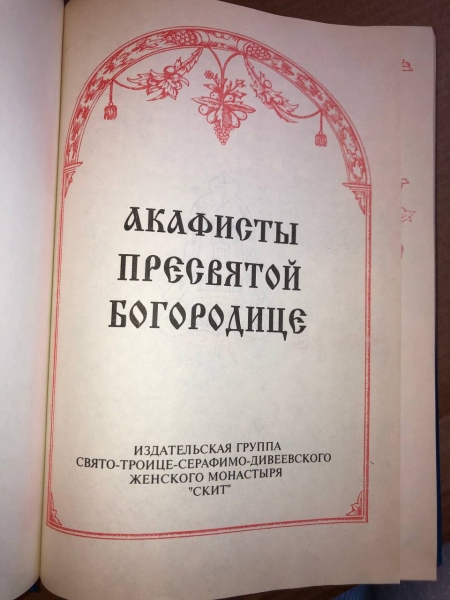 АКАФИСТЫ
ПРЕСВЯТОЙ
БОГОРОДИЦЕ
ИЗДАТЕЛЬСКАЯ ГРУППА
СВЯТО-ТРОИЦЕ-СЕРАФИМО-ДИВЕЕВСКОГО
ЖЕНСКОГО МОНАСТЫРЯ
"СКИТ"